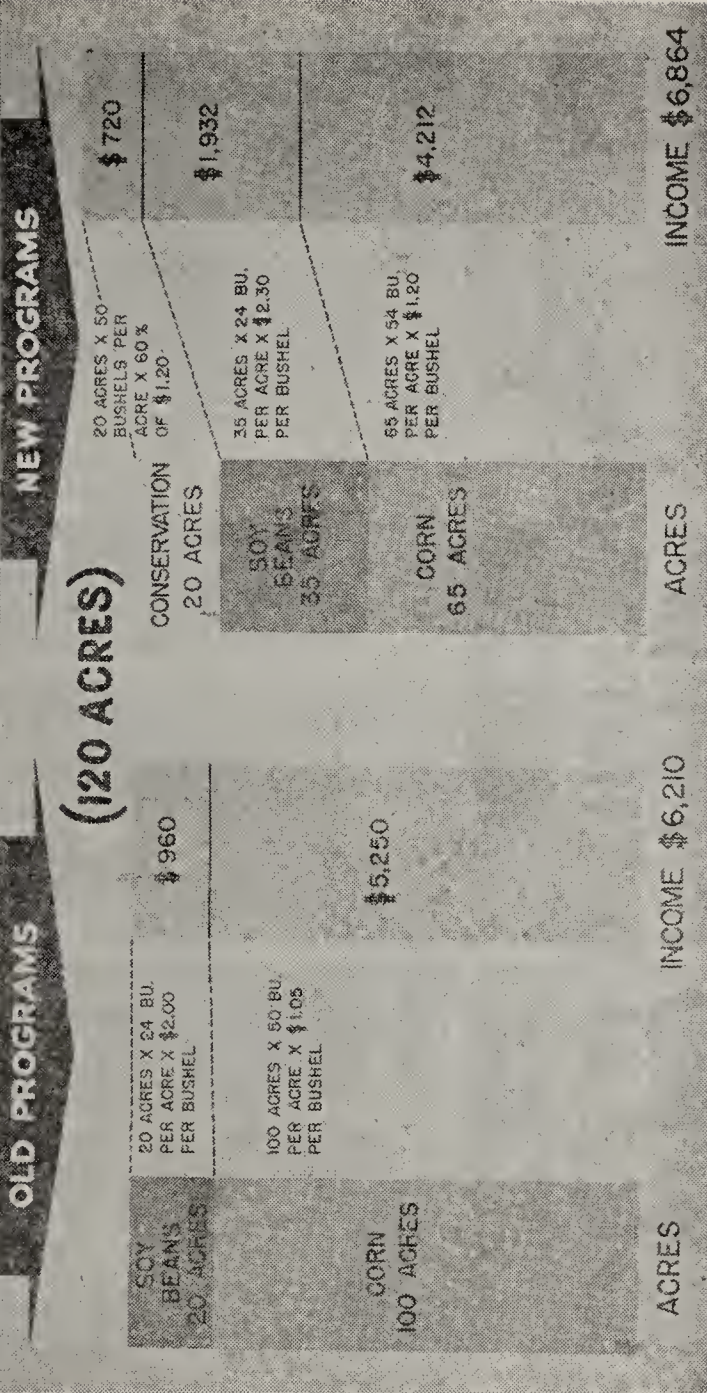 OLD PROGRAMS
NEW PROGRAMS
(120 ACRES)
SOY
BEANS
20 ACRES
20 ACRES X 24 BU.
PER ACRE X $2.00
PER BUSHEL
$960
CORN
100 ACRES
100 ACRES X 50 BU.
PER ACRE X $1.05
PER BUSHEL
$5,250
ACRES
INCOME $6,210
CONSERVATION
20 ACRES
20 ACRES X 50
BUSHELS PER
ACRE X 60%
OF $1.20
$720
SOY
BEANS
35 ACRES
35 ACRES X 24 BU.
PER ACRE X $2.30
PER BUSHEL
$1,932
CORN
65 ACRES
65 ACRES X 54 BU.
PER ACRE X $1.20
PER BUSHEL
$4,212
ACRES
INCOME $6,864